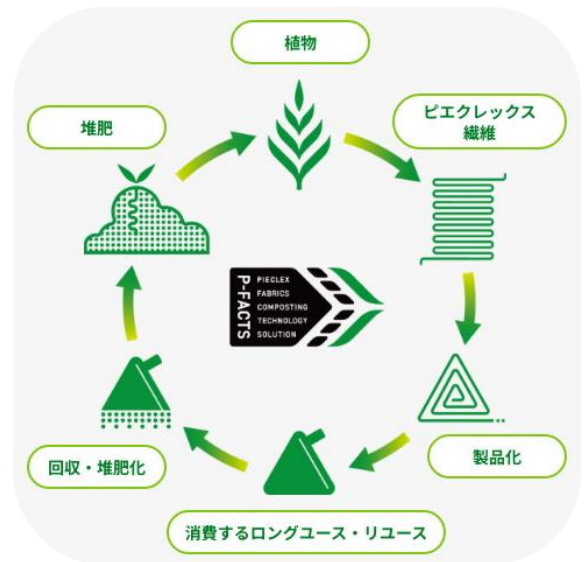 植物
ピエクレックス
繊維
製品化
消費するロングユース・リユース
回収・堆肥化
堆肥
P-FACTS
PIECLEX
FABRICS
COMPOSTING
TECHNOLOGY
SOLUTION